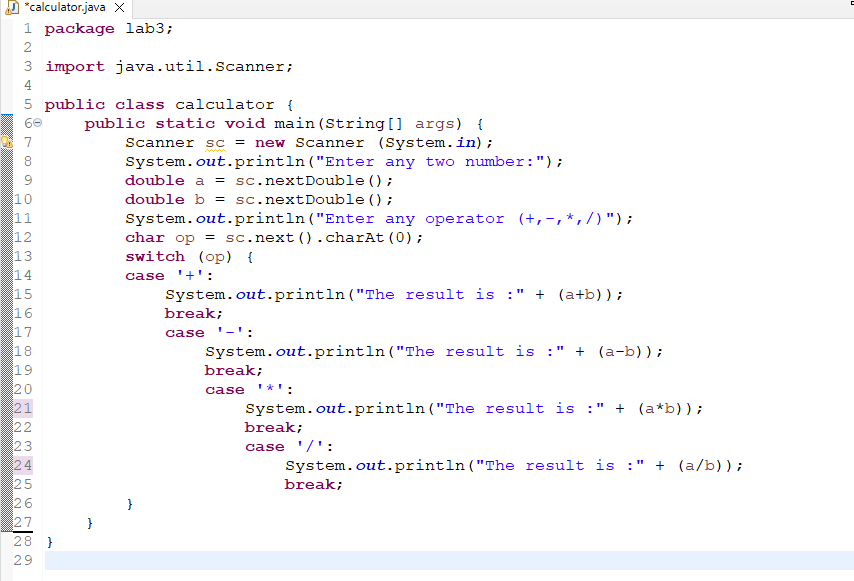 *calculator.java
1 package lab3;
2
3 import java.util.Scanner;
4
5 public class calculator {
6 public static void main(String[] args) {
7 Scanner sc = new Scanner (System.in);
8 System.out.println("Enter any two number:");
9 double a = sc.nextDouble();
10 double b = sc.nextDouble();
11 System.out.println("Enter any operator (+,-,*,/)");
12 char op = sc.next().charAt(0);
13 switch (op) {
14 case '+':
15 System.out.println("The result is :" + (a+b));
16 break;
17 case '-':
18 System.out.println("The result is :" + (a-b));
19 break;
20 case '*':
21 System.out.println("The result is :" + (a*b));
22 break;
23 case '/':
24 System.out.println("The result is :" + (a/b));
25 break;
26 }
27 }
28 }
29